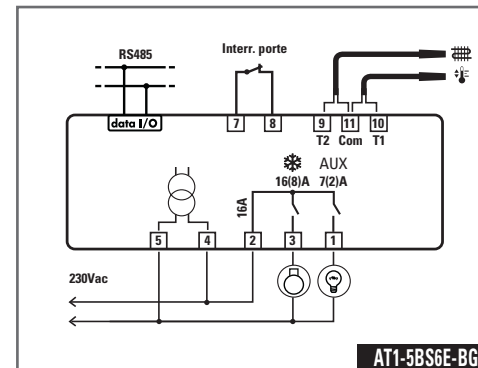 RS485
Interr. porte
data I/O
7 8 9 11 10
T2 Com T1
AUX
16(8)A 7(2)A
16A
5 4 2 3 1
230Vac
AT1-5BS6E-BG